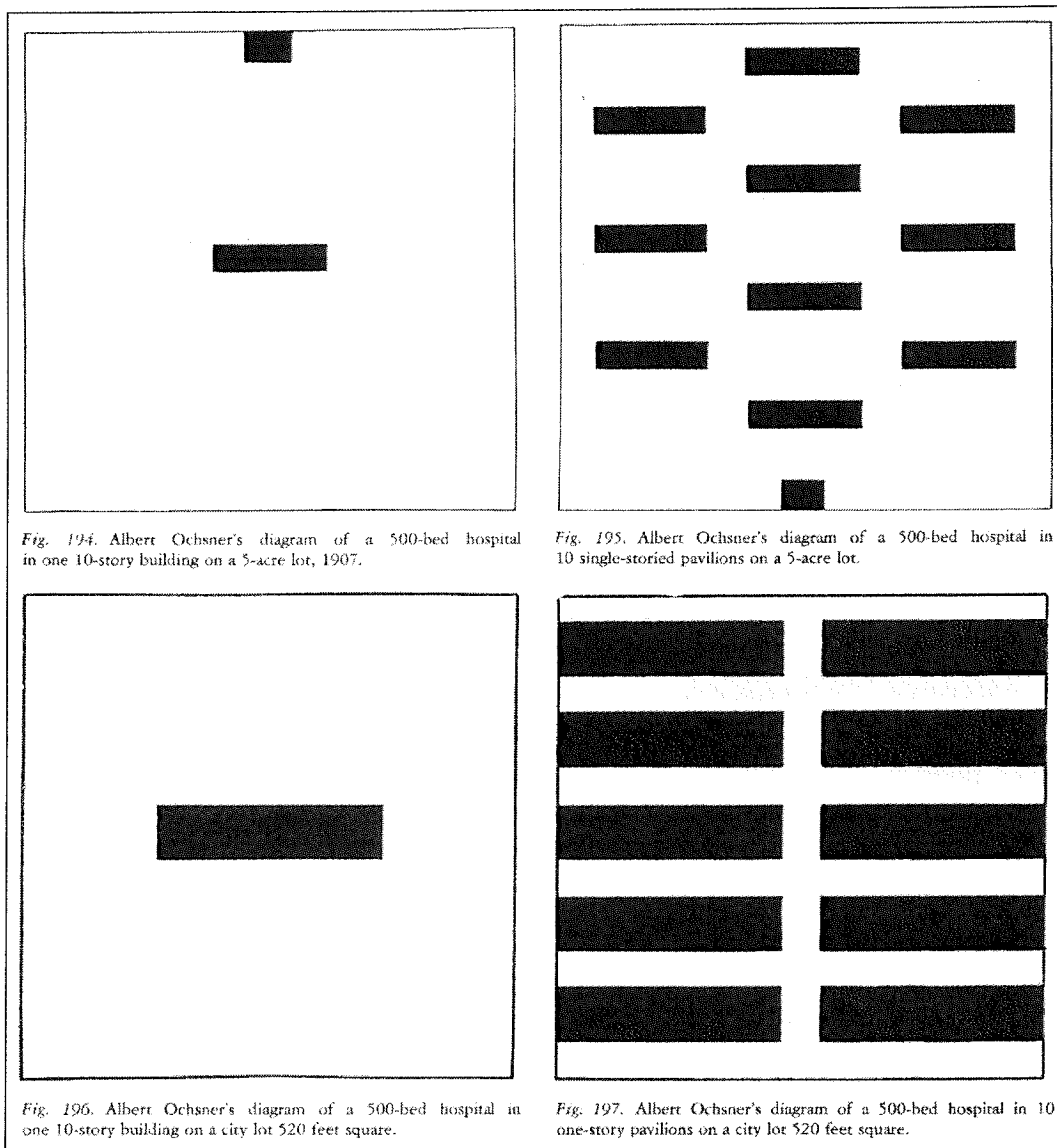 Fig. 194. Albert Ochsner's diagram of a 500-bed hospital
in one 10-story building on a 5-acre lot, 1907.
Fig. 195. Albert Ochsner's diagram of a 500-bed hospital in
10 single-storied pavilions on a 5-acre lot.
Fig. 196. Albert Ochsner's diagram of a 500-bed hospital in
one 10-story building on a city lot 520 feet square.
Fig. 197. Albert Ochsner's diagram of a 500-bed hospital in 10
one-story pavilions on a city lot 520 feet square.